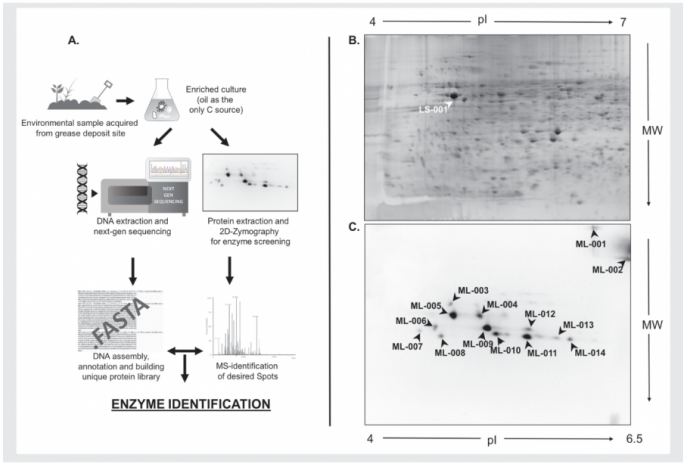 A.
Environmental sample acquired
from grease deposit site
Enriched culture
(oil as the
only C source)
NEXT
GEN
SEQUENCING
DNA extraction and
next-gen sequencing
Protein extraction and
2D-Zymography
for enzyme screening
.FASTA
DNA assembly,
annotation and building
unique protein library
MS-identification
of desired Spots
ENZYME IDENTIFICATION
4 pI 7
B.
LS-001
MW
C.
ML-001
ML-002
ML-003
ML-005
ML-004
ML-006
ML-012
ML-013
ML-007
ML-008
ML-009
ML-010
ML-011
ML-014
MW
4 pI 6.5